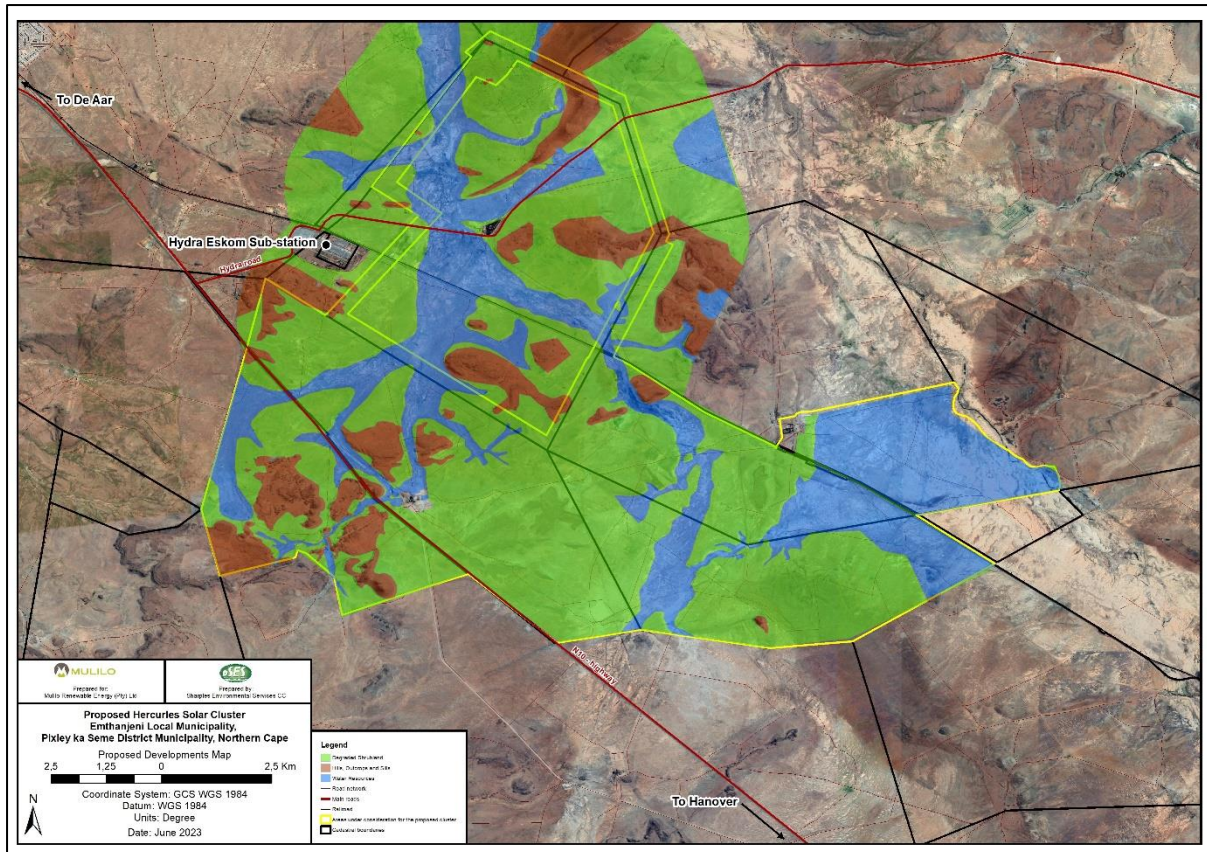 To De Aar
Hydra Eskom Sub-station
Hydra road
N10 - highway
To Hanover
MULILO
Prepared for:
Mulilo Renewable Energy (Pty) Ltd
SES
Prepared by:
Sharples Environmental Services CC
Proposed Hercurles Solar Cluster
Emthanjeni Local Municipality,
Pixley ka Seme District Municipality, Northern Cape
Proposed Developments Map
2,5 1,25 0 2,5 Km
Coordinate System: GCS WGS 1984
Datum: WGS 1984
Units: Degree
Date: June 2023
N
Legend
Degraded Shrubland
Hills, Outcrops and Sills
Water Resources
Road network
Main roads
Railroad
Areas under consideration for the proposed cluster
Cadastral boundaries